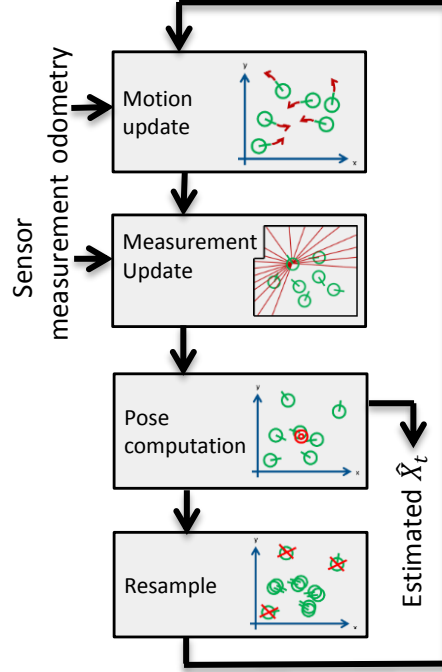 y
Motion
update
x
odometry
Sensor
measurement
Measurement
Update
y
Pose
computation
x
Estimated X̂t
y
Resample
x